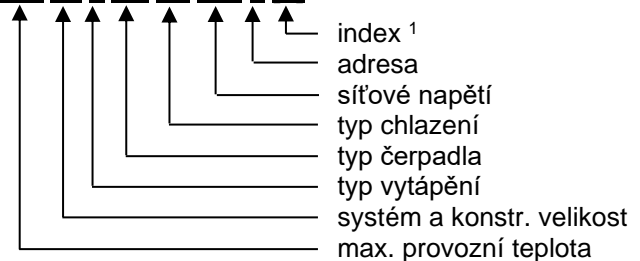 index ¹
adresa
síťové napětí
typ chlazení
typ čerpadla
typ vytápění
systém a konstr. velikost
max. provozní teplota